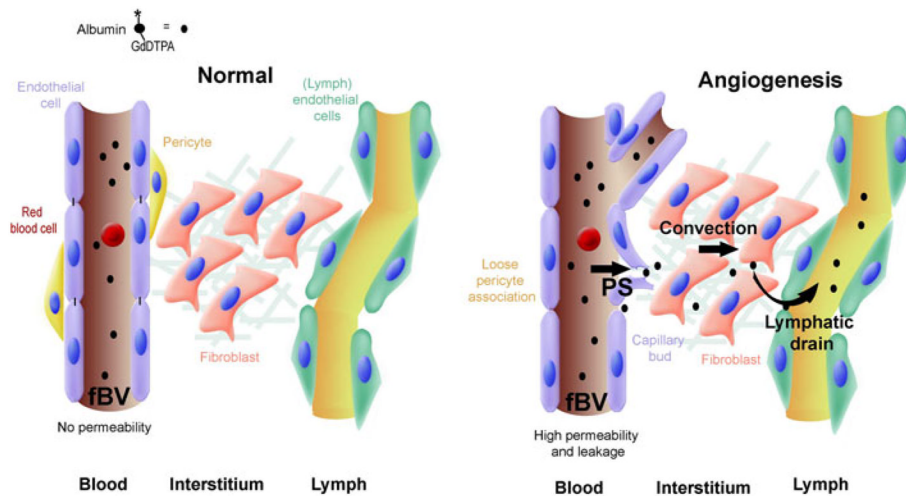 *
Albumin = 
GdDTPA
Normal
Endothelial
cell
(Lymph)
endothelial
cells
Pericyte
Red
blood cell
Fibroblast
fBV
No permeability
Blood Interstitium Lymph
Angiogenesis
Convection
PS
Loose
pericyte
association
Lymphatic
drain
Capillary
bud
Fibroblast
fBV
High permeability
and leakage
Blood Interstitium Lymph